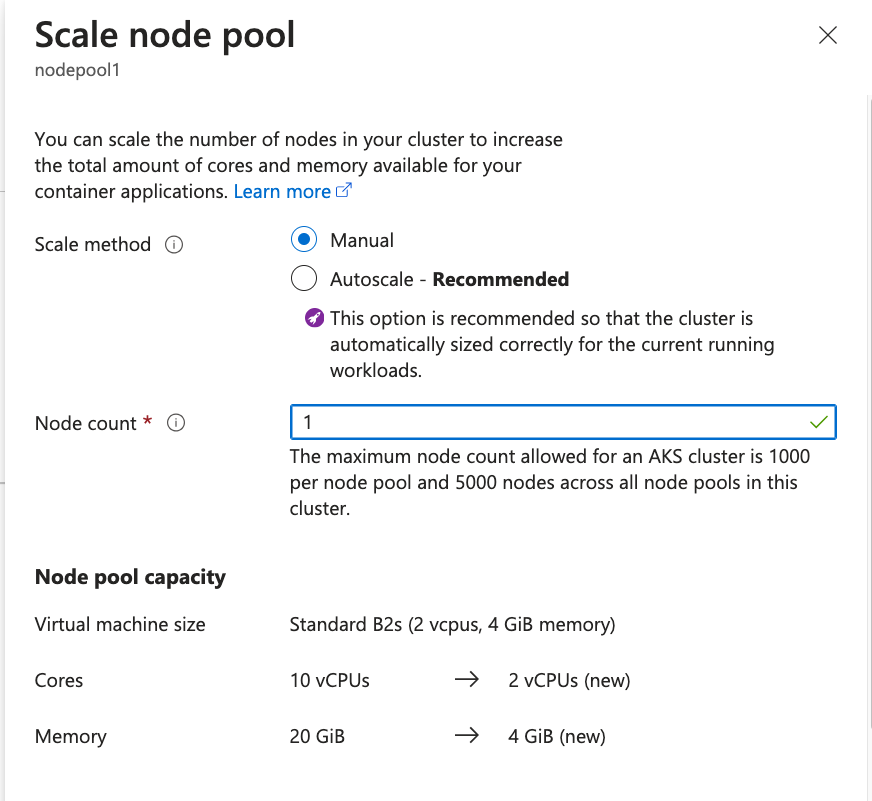 Scale node pool
nodepool1
You can scale the number of nodes in your cluster to increase
the total amount of cores and memory available for your
container applications. Learn more
Scale method
Manual
Autoscale - Recommended
This option is recommended so that the cluster is
automatically sized correctly for the current running
workloads.
Node count *
1
The maximum node count allowed for an AKS cluster is 1000
per node pool and 5000 nodes across all node pools in this
cluster.
Node pool capacity
Virtual machine size Standard B2s (2 vcpus, 4 GiB memory)
Cores 10 vCPUs → 2 vCPUs (new)
Memory 20 GiB → 4 GiB (new)